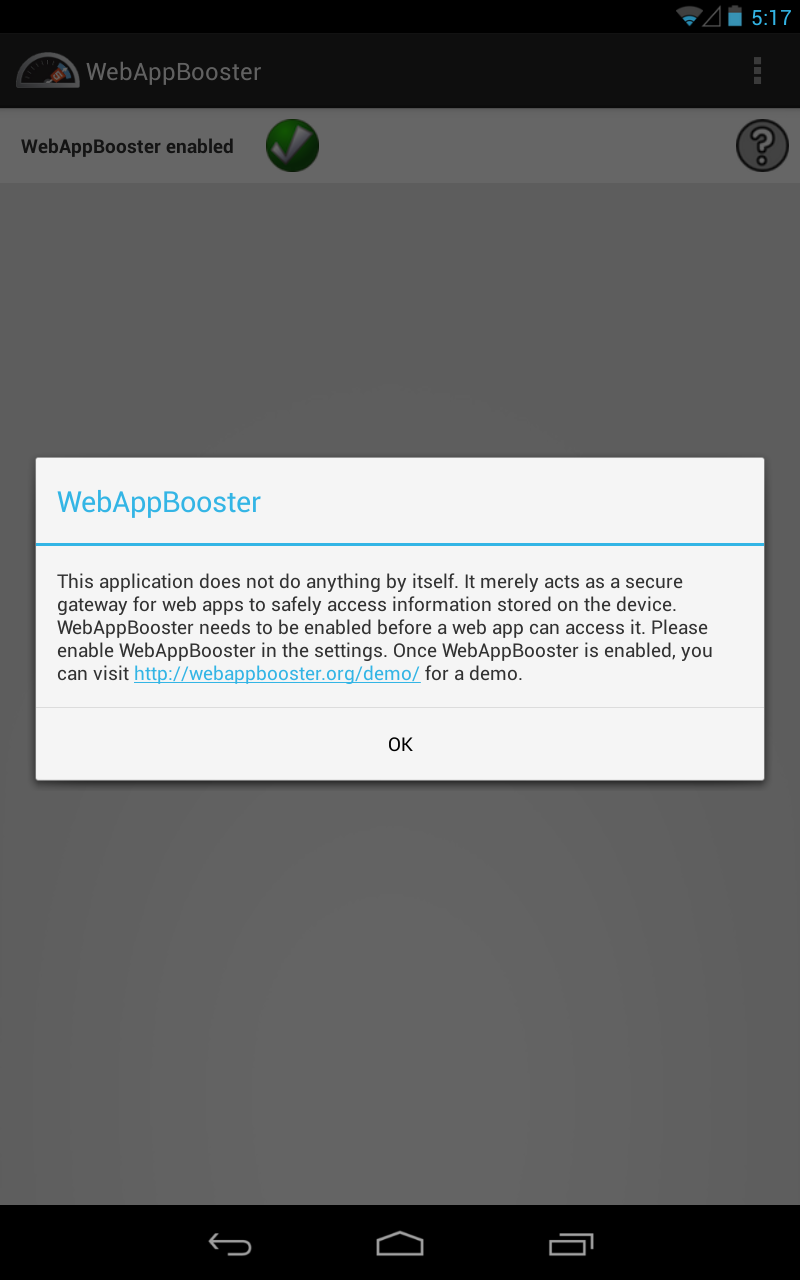 5:17
WebAppBooster
WebAppBooster enabled
WebAppBooster
This application does not do anything by itself. It merely acts as a secure
gateway for web apps to safely access information stored on the device.
WebAppBooster needs to be enabled before a web app can access it. Please
enable WebAppBooster in the settings. Once WebAppBooster is enabled, you
can visit http://webappbooster.org/demo/ for a demo.
OK